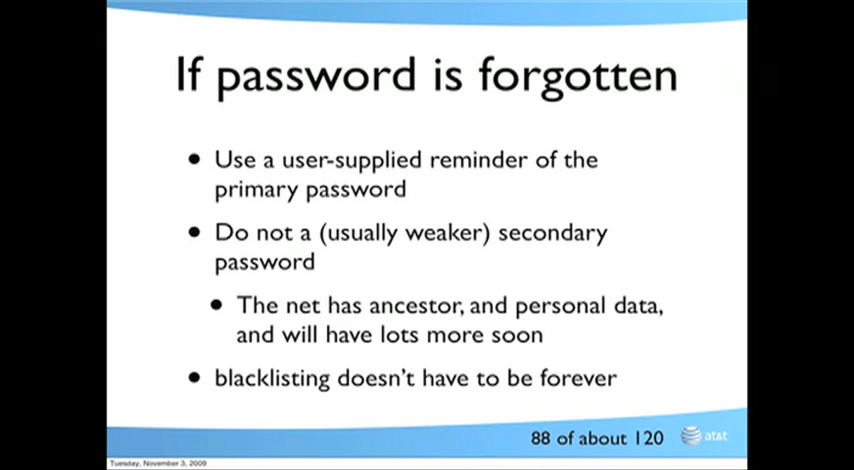 If password is forgotten
• Use a user-supplied reminder of the
primary password
• Do not a (usually weaker) secondary
password
• The net has ancestor, and personal data,
and will have lots more soon
• blacklisting doesn't have to be forever
88 of about 120
at&t
Tuesday, November 3, 2009